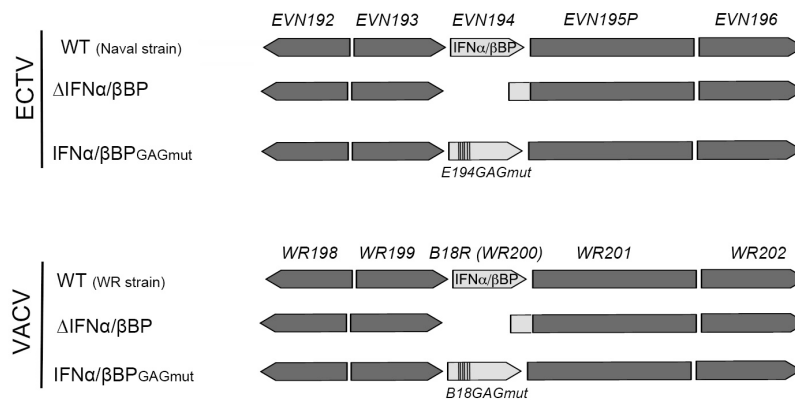 EVN192 EVN193 EVN194 EVN195P EVN196
ECTV
WT (Naval strain) IFNα/βBP
ΔIFNα/βBP
IFNα/βBPGAGmut
E194GAGmut
WR198 WR199 B18R (WR200) WR201 WR202
VACV
WT (WR strain) IFNα/βBP
ΔIFNα/βBP
IFNα/βBPGAGmut
B18GAGmut